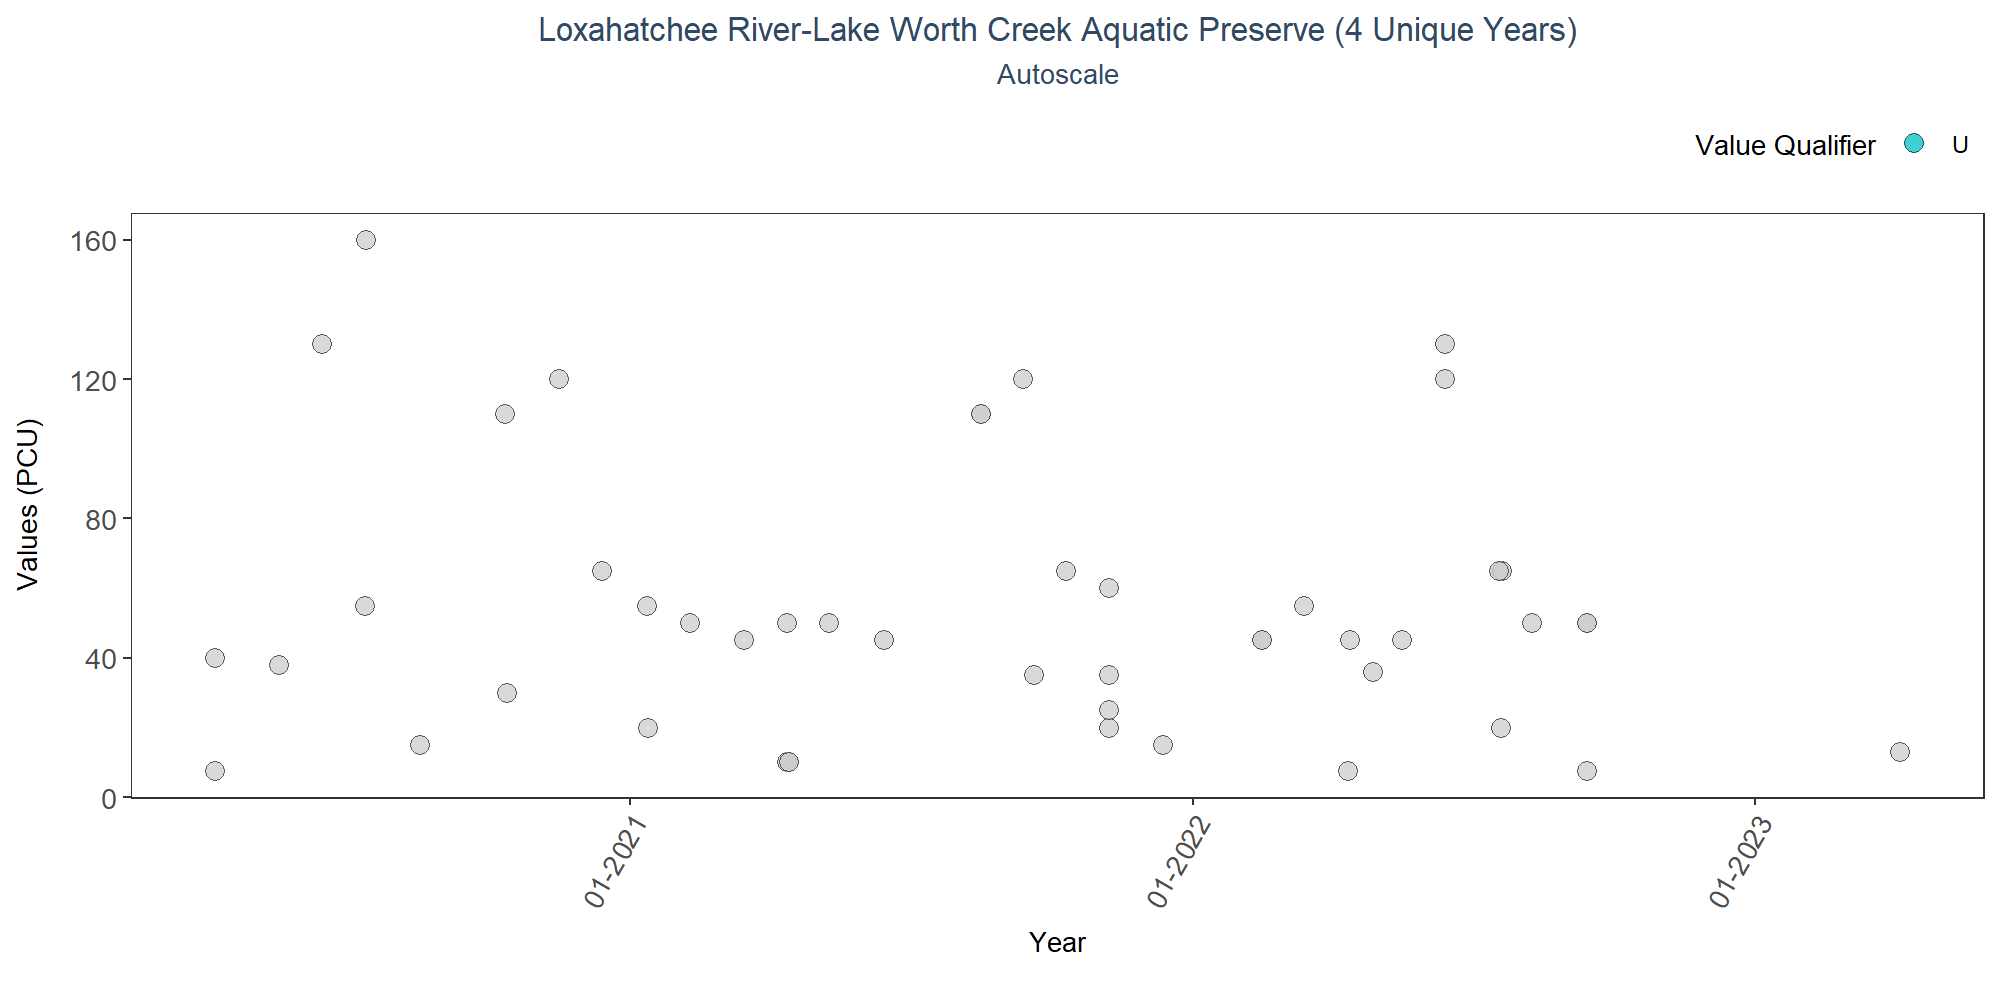 Loxahatchee River-Lake Worth Creek Aquatic Preserve (4 Unique Years)
Autoscale
Value Qualifier U
160
120
80
40
0
Values (PCU)
01-2021
01-2022
01-2023
Year